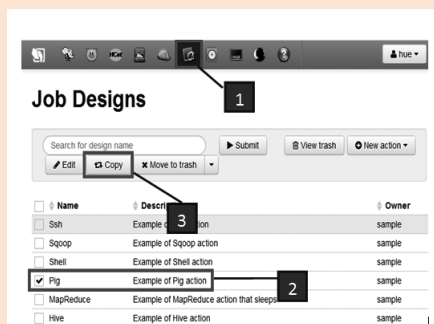 hue
1
Job Designs
Search for design name
Submit
View trash
New action
Edit
Copy
Move to trash
3
Name Descri Owner
Ssh Example of ction sample
Sqoop Example of Sqoop action sample
Shell Example of Shell action sample
Pig Example of Pig action sample
2
MapReduce Example of MapReduce action that sleeps sample
Hive Example of Hive action sample